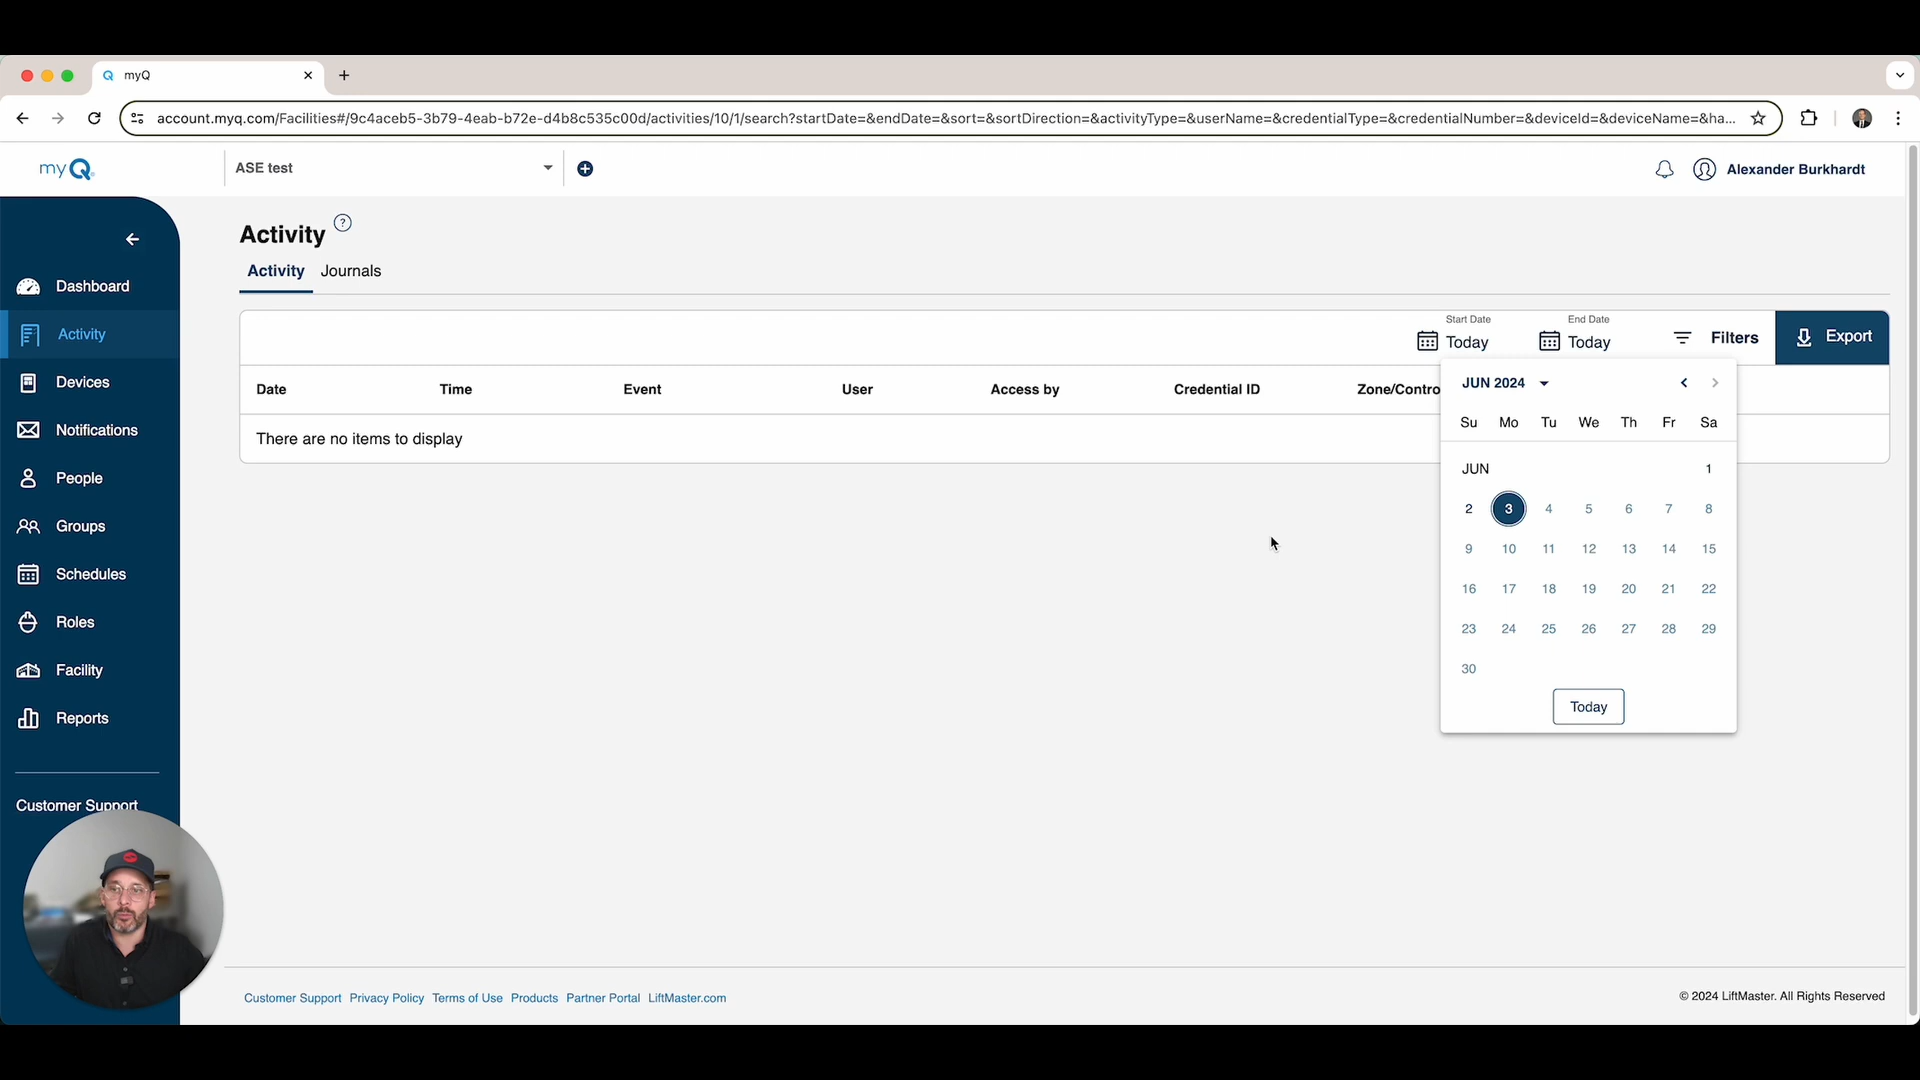 myQ
account.myq.com/Facilities#/9c4aceb5-3b79-4eab-b72e-d4b8c535c00d/activities/10/1/search?startDate=&endDate=&sort=&sortDirection=&activityType=&userName=&credentialType=&credentialNumber=&deviceId=&deviceName=&ha...
myQ
ASE test
Alexander Burkhardt
Activity ?
Activity Journals
Dashboard
Activity
Devices
Notifications
People
Groups
Schedules
Roles
Facility
Reports
Customer Support
Start Date
Today
End Date
Today
Filters
Export
Date Time Event User Access by Credential ID Zone/Contro
There are no items to display
JUN 2024
Su Mo Tu We Th Fr Sa
JUN 1
2 3 4 5 6 7 8
9 10 11 12 13 14 15
16 17 18 19 20 21 22
23 24 25 26 27 28 29
30
Today
Customer Support Privacy Policy Terms of Use Products Partner Portal LiftMaster.com
© 2024 LiftMaster. All Rights Reserved